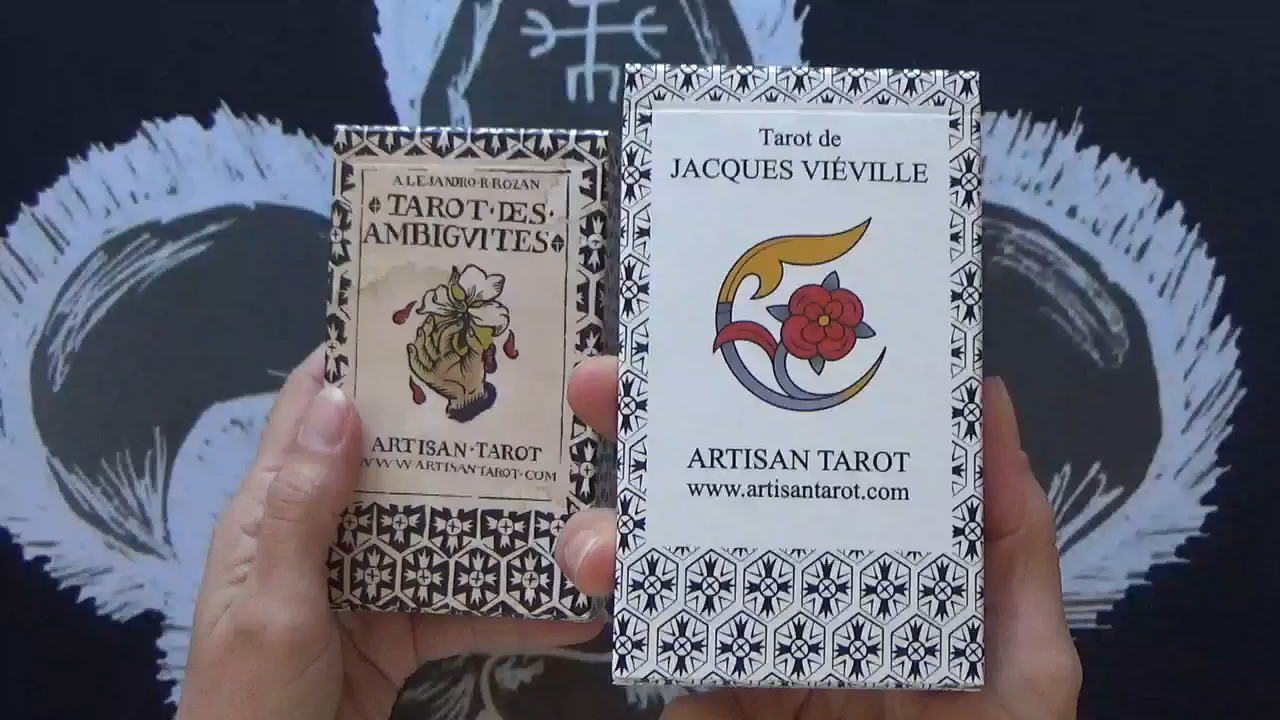 ALEJANDRO·R·ROZAN
TAROT·DES·
AMBIGVITES
ARTISAN·TAROT
WWW·ARTISANTAROT·COM
Tarot de
JACQUES VIÉVILLE
ARTISAN TAROT
www.artisantarot.com